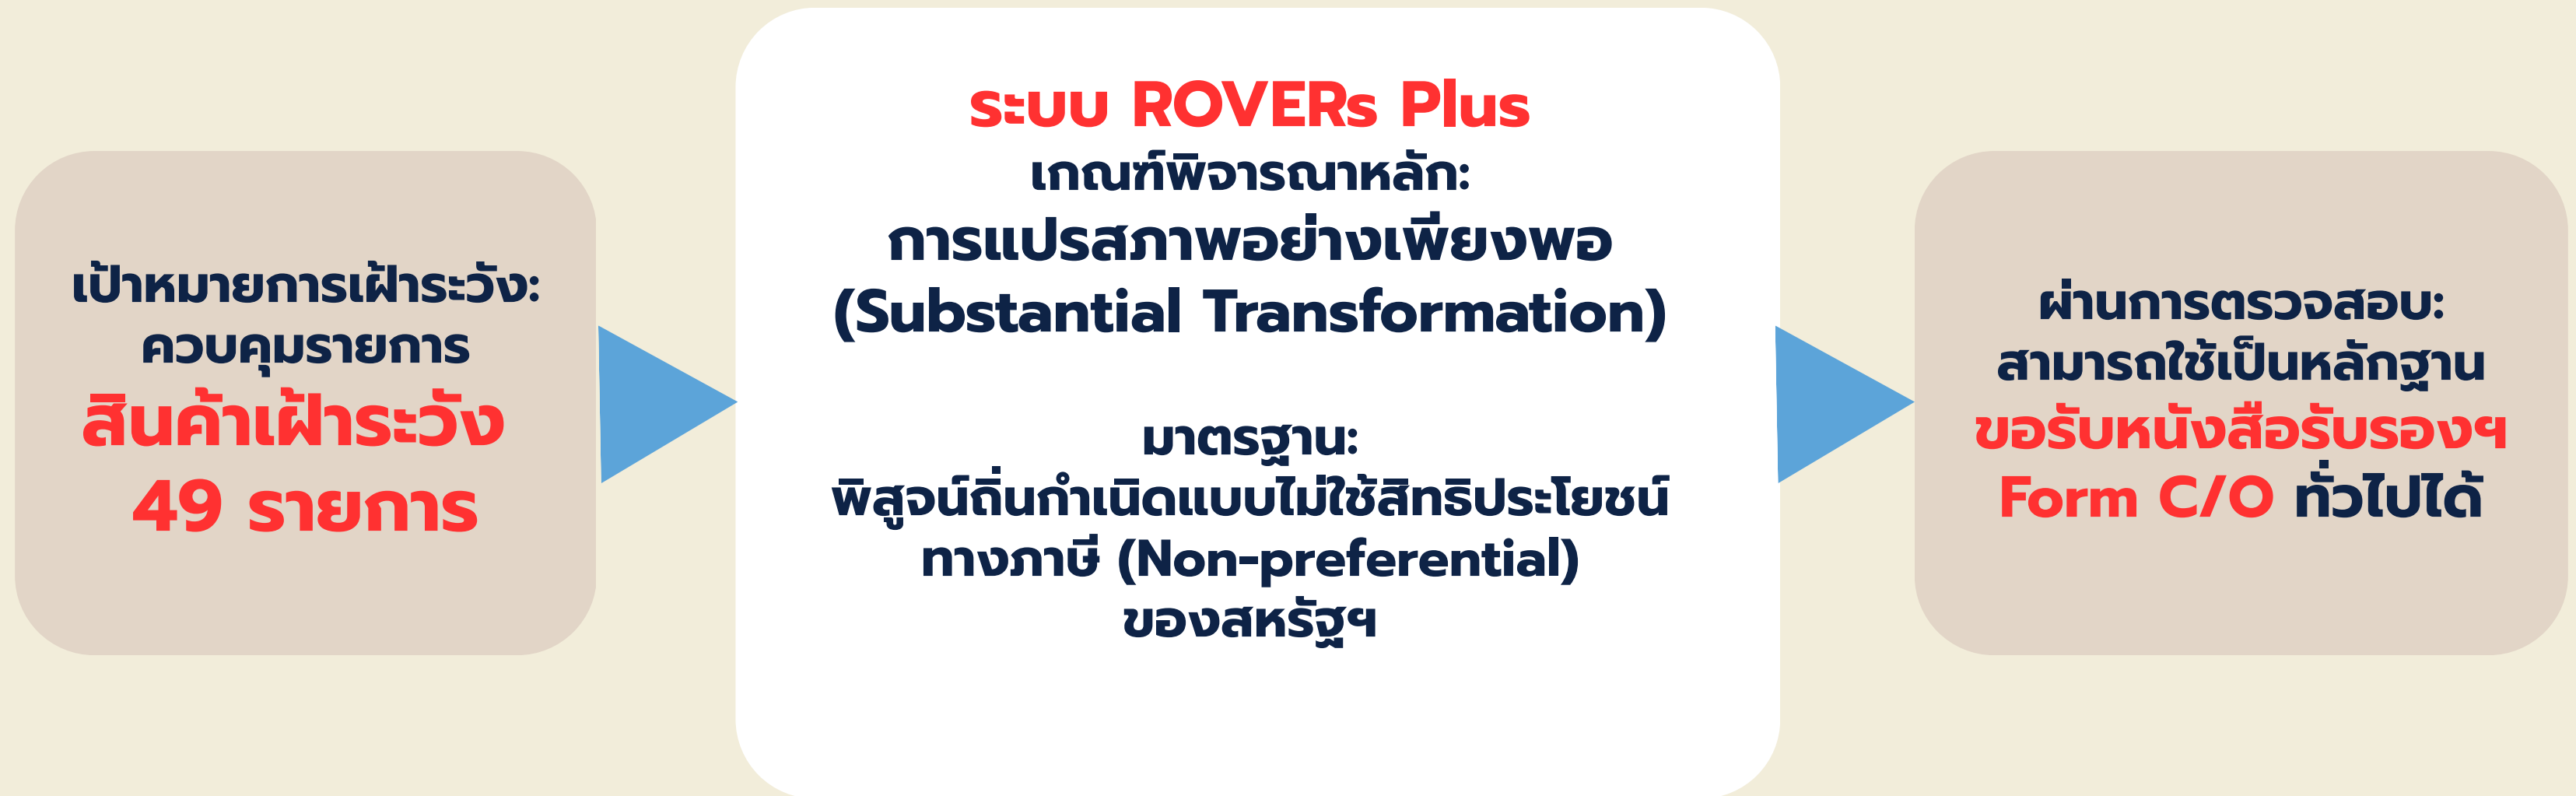 เป้าหมายการเฝ้าระวัง:
ควบคุมรายการ
สินค้าเฝ้าระวัง
49 รายการ
ระบบ ROVERs Plus
เกณฑ์พิจารณาหลัก:
การแปรสภาพอย่างเพียงพอ
(Substantial Transformation)
มาตรฐาน:
พิสูจน์ถิ่นกำเนิดแบบไม่ใช้สิทธิประโยชน์
ทางภาษี (Non-preferential)
ของสหรัฐฯ
ผ่านการตรวจสอบ:
สามารถใช้เป็นหลักฐาน
ขอรับหนังสือรับรองฯ
Form C/O ทั่วไปได้